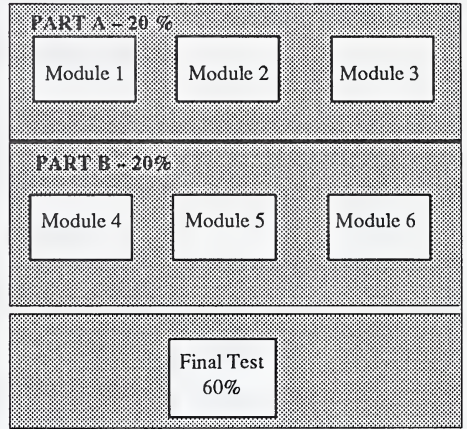 PART A – 20 %
Module 1 Module 2 Module 3
PART B – 20%
Module 4 Module 5 Module 6
Final Test
60%